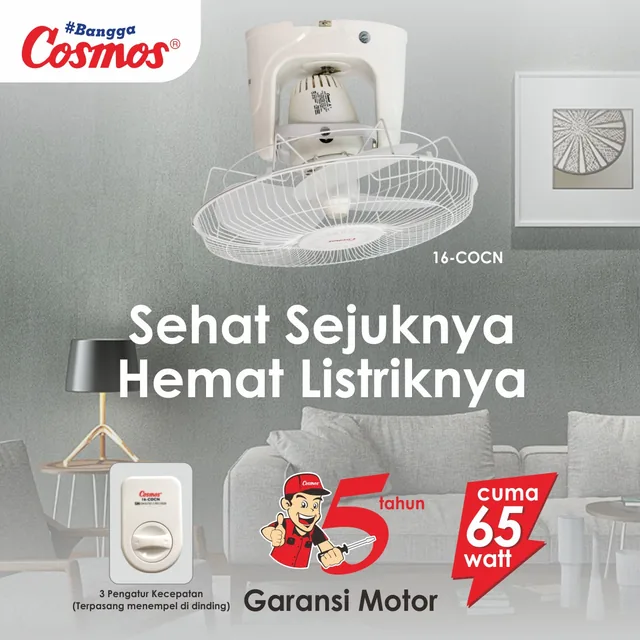 #Bangga
Cosmos®
16-COCN
Sehat Sejuknya
Hemat Listriknya
Cosmos
16-COCN
3 Pengatur Kecepatan
(Terpasang menempel di dinding)
Cosmos
5
tahun
Garansi Motor
cuma
65
watt